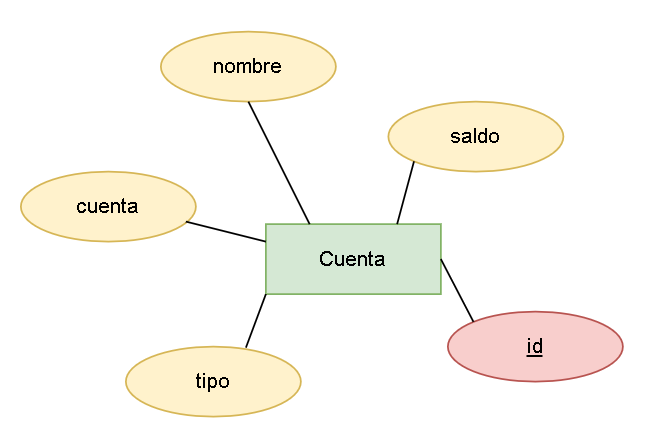 nombre
saldo
cuenta
Cuenta
id
tipo